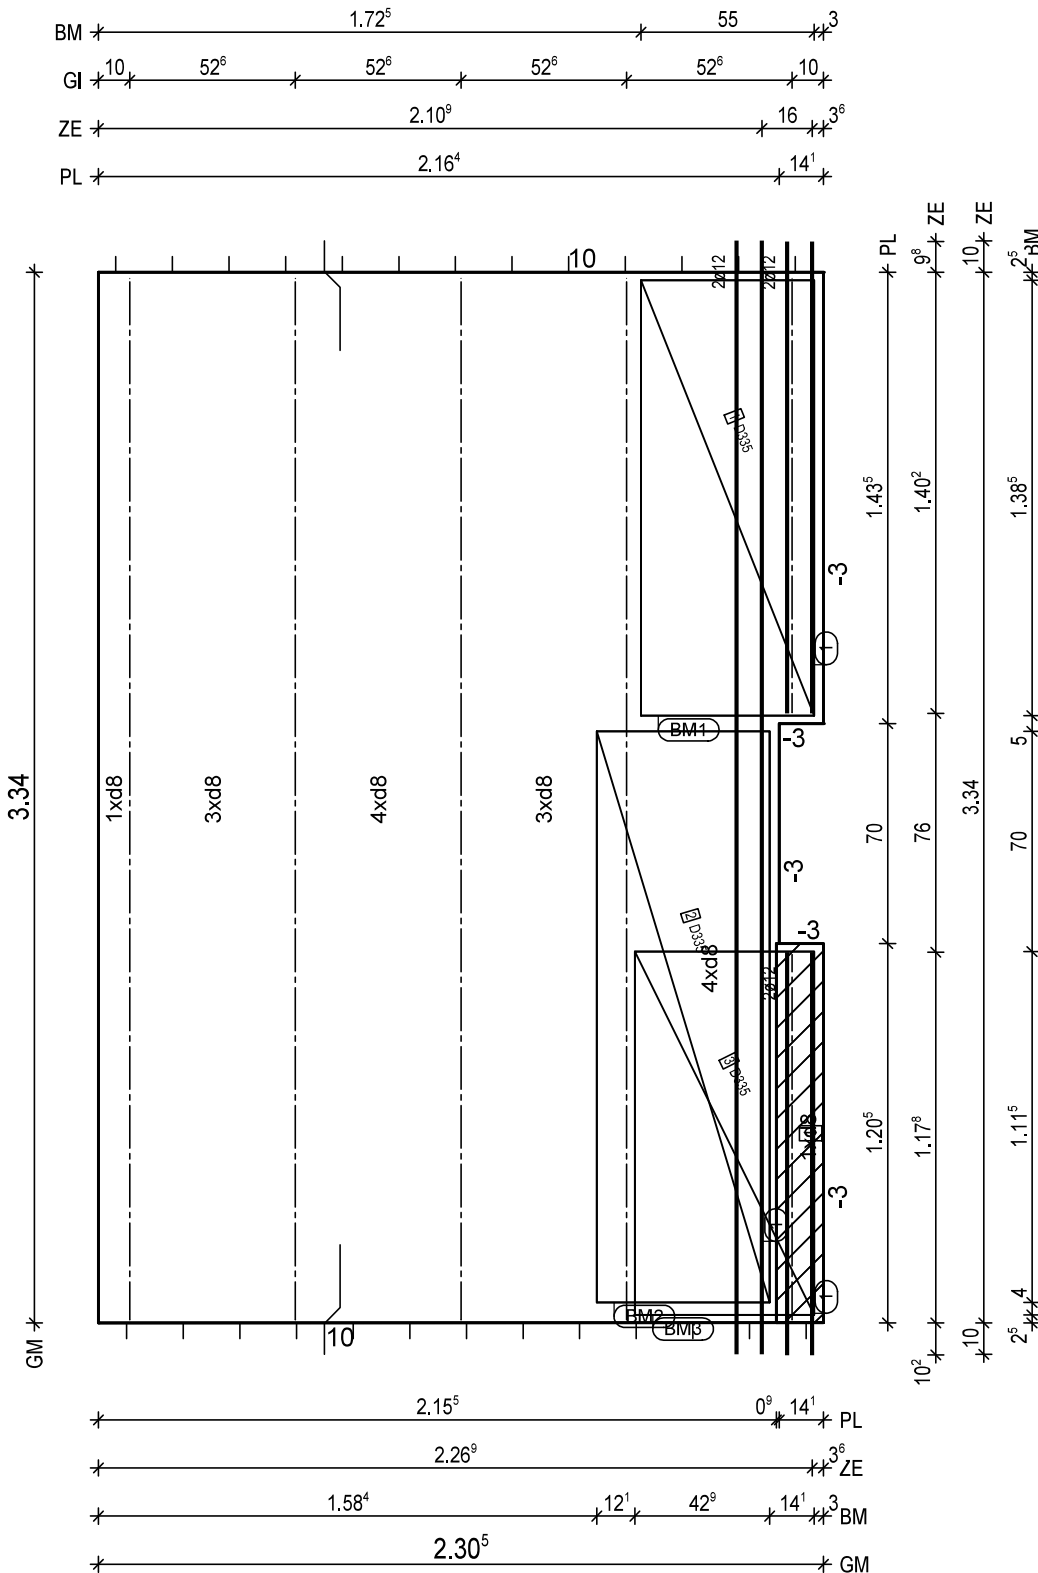 BM 1.72⁵ 55 3
GI 10 52⁶ 52⁶ 52⁶ 52⁶ 10
ZE 2.10⁹ 16 3⁶
PL 2.16⁴ 14¹
PL 1.43⁵ 70 1.20⁵
ZE 9⁸ 1.40² 76 1.17⁸ 10²
ZE 10 3.34 10
BM 2⁵ 1.38⁵ 5 70 1.11⁵ 4 2⁵
10
2ø12
2ø12
1 D335
-3
1
BM1
-3
3.34
1xd8
3xd8
4xd8
3xd8
-3
-3
2 D335
4xd8
2ø12
3 D335
1xd8
-3
1
1
BM2
BM3
10
GM
2.15⁵ 0⁹ 14¹ PL
2.26⁹ 3⁶ ZE
1.58⁴ 12¹ 42⁹ 14¹ 3 BM
2.30⁵ GM